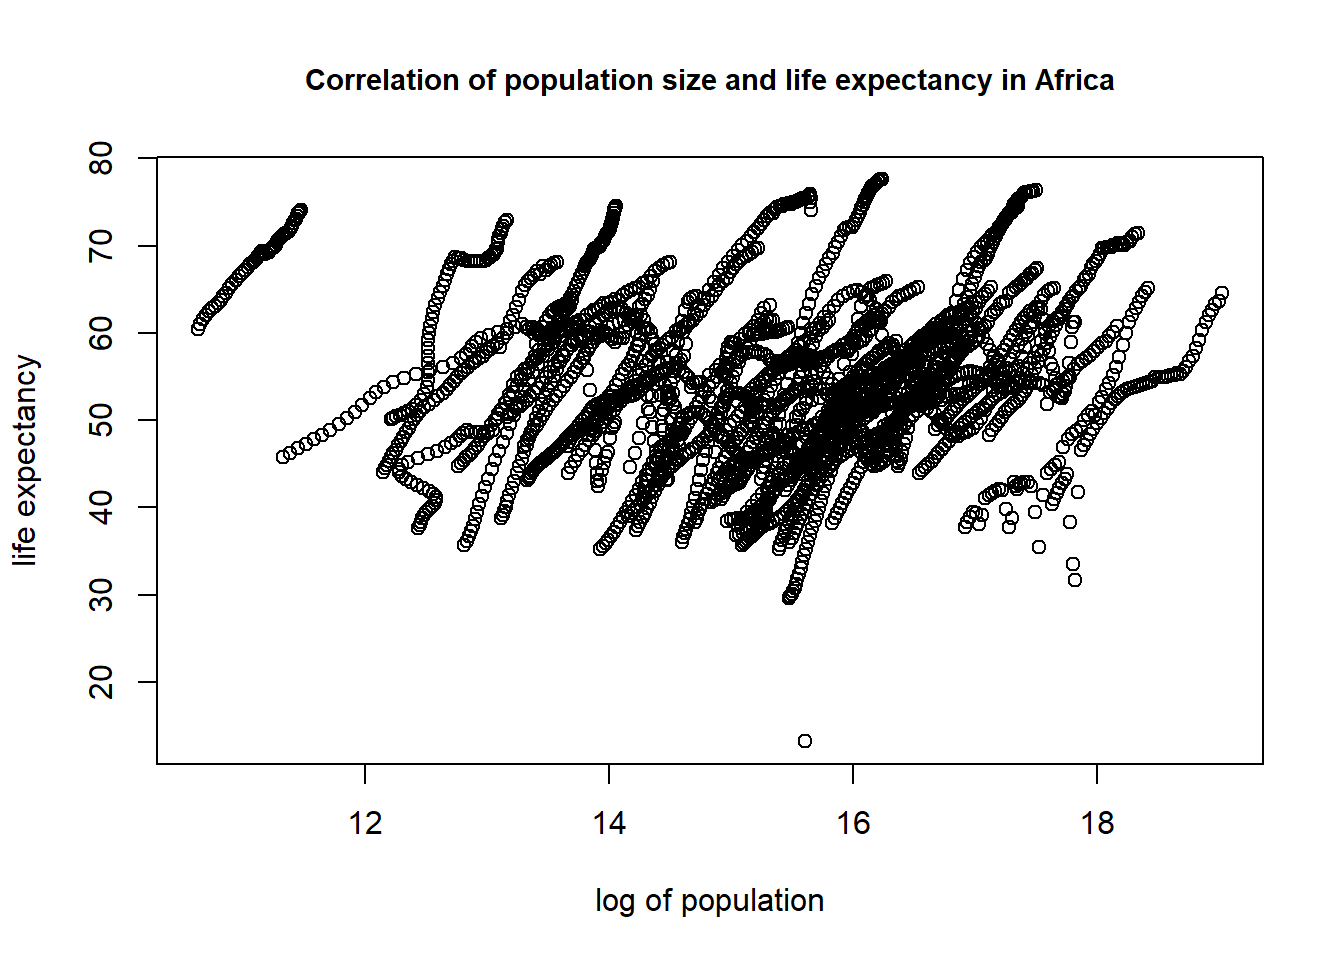 Correlation of population size and life expectancy in Africa
life expectancy
80
70
60
50
40
30
20
12 14 16 18
log of population